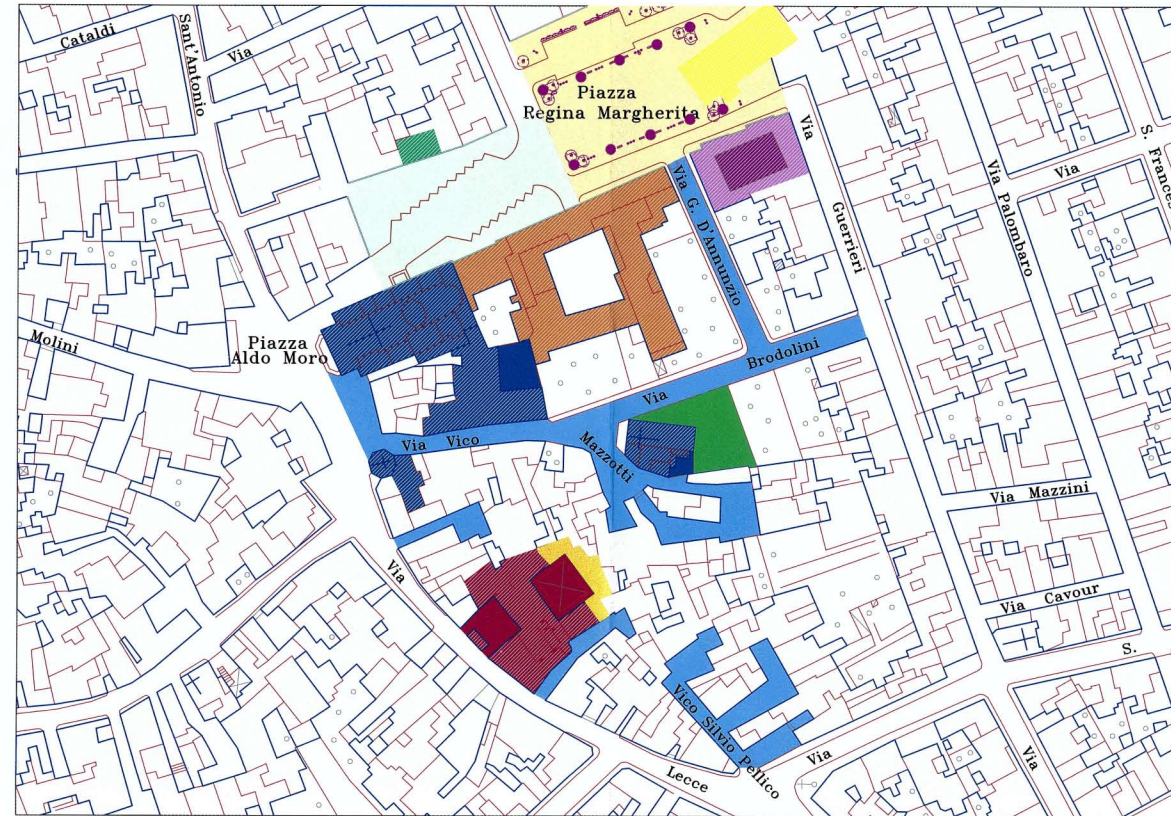 Cataldi
Sant'Antonio
Via
Piazza
Regina Margherita
Via G. D'Annunzio
Via
Guerrieri
Via Palombaro
Via
S. Frances
Molini
Piazza
Aldo Moro
Via
Brodolini
Via Vico
Mazzotti
Via Mazzini
Via
Via Cavour
S.
Vico Silvio Pellico
Via
Via
Lecce